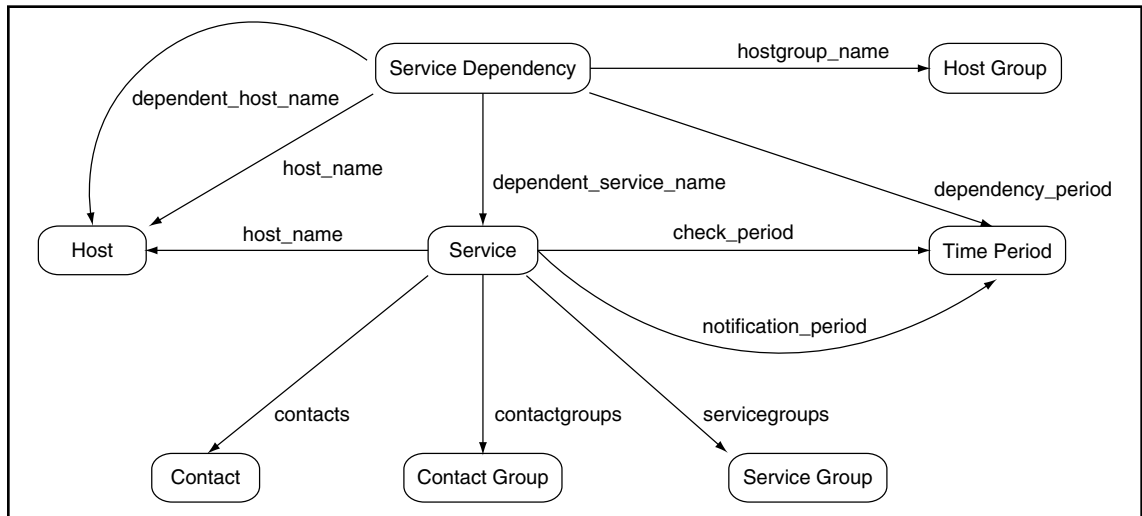 hostgroup_name
Service Dependency
Host Group
dependent_host_name
host_name
dependent_service_name
dependency_period
host_name
check_period
Host
Service
Time Period
notification_period
contacts
contactgroups
servicegroups
Contact
Contact Group
Service Group